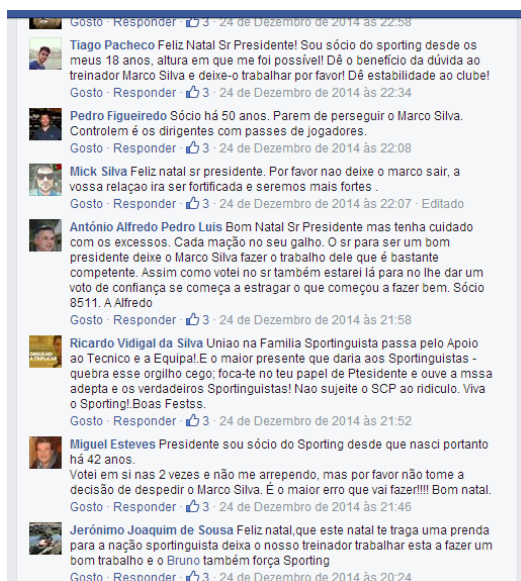 Gosto · Responder · 3 · 24 de Dezembro de 2014 às 22:58
Tiago Pacheco Feliz Natal Sr Presidente! Sou sócio do sporting desde os
meus 18 anos, altura em que me foi possível! Dê o benefício da dúvida ao
treinador Marco Silva e deixe-o trabalhar por favor! Dê estabilidade ao clube!
Gosto · Responder · 3 · 24 de Dezembro de 2014 às 22:34
Pedro Figueiredo Sócio há 50 anos. Parem de perseguir o Marco Silva.
Controlem é os dirigentes com passes de jogadores.
Gosto · Responder · 3 · 24 de Dezembro de 2014 às 22:08
Mick Silva Feliz natal sr presidente. Por favor nao deixe o marco sair, a
vossa relaçao ira ser fortificada e seremos mais fortes .
Gosto · Responder · 3 · 24 de Dezembro de 2014 às 22:07 · Editado
António Alfredo Pedro Luis Bom Natal Sr Presidente mas tenha cuidado
com os excessos. Cada mação no seu galho. O sr para ser um bom
presidente deixe o Marco Silva fazer o trabalho dele que é bastante
competente. Assim como votei no sr também estarei lá para no lhe dar um
voto de confiança se começa a estragar o que começou a fazer bem. Sócio
8511. A Alfredo
Gosto · Responder · 3 · 24 de Dezembro de 2014 às 21:58
Ricardo Vidigal da Silva Uniao na Familia Sportinguista passa pelo Apoio
ao Tecnico e a Equipa!.E o maior presente que daria aos Sportinguistas -
quebra esse orgilho cego; foca-te no teu papel de Ptesidente e ouve a mssa
adepta e os verdadeiros Sportinguistas! Nao sujeite o SCP ao ridiculo. Viva
o Sporting!.Boas Festss.
Gosto · Responder · 3 · 24 de Dezembro de 2014 às 21:52
Miguel Esteves Presidente sou sócio do Sporting desde que nasci portanto
há 42 anos.
Votei em si nas 2 vezes e não me arrependo, mas por favor não tome a
decisão de despedir o Marco Silva. É o maior erro que vai fazer!!!! Bom natal.
Gosto · Responder · 3 · 24 de Dezembro de 2014 às 21:46
Jerónimo Joaquim de Sousa Feliz natal,que este natal te traga uma prenda
para a nação sportinguista deixa o nosso treinador trabalhar esta a fazer um
bom trabalho e o Bruno também força Sporting
Gosto · Responder · 3 · 24 de Dezembro de 2014 às 20:24